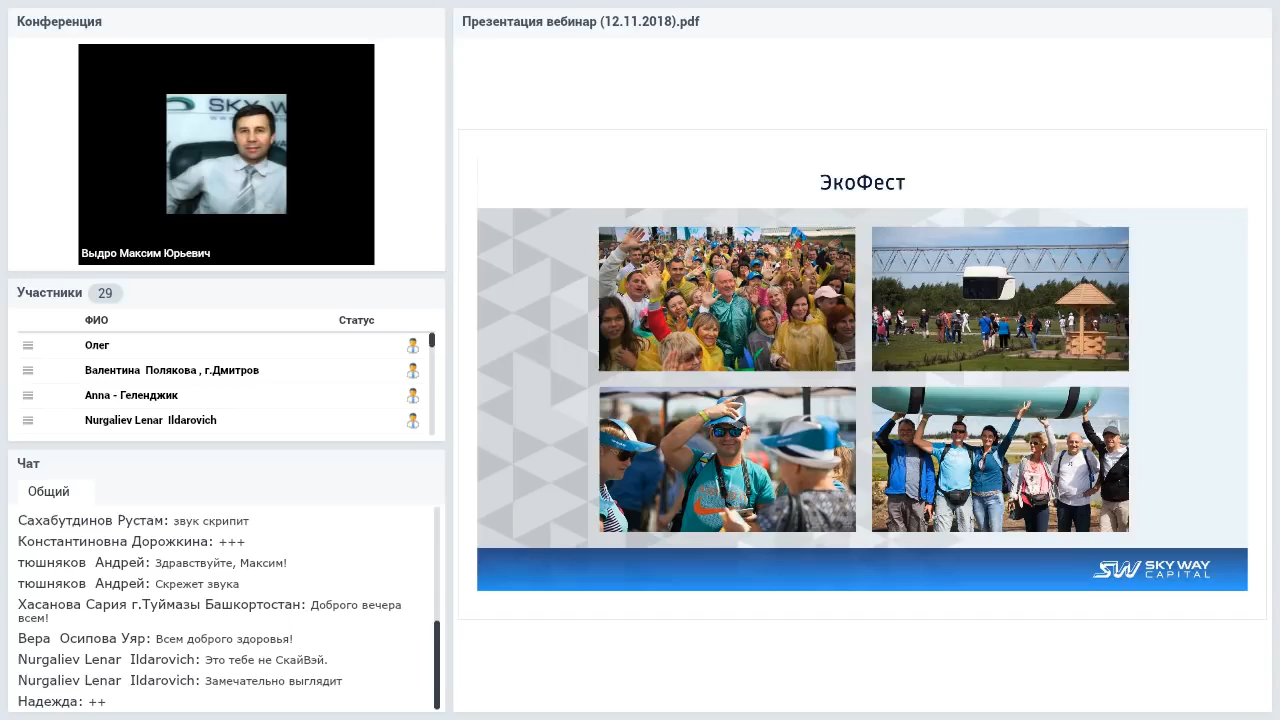 Конференция
SKY W
Выдро Максим Юрьевич
Участники 29
ФИО Статус
Олег
Валентина Полякова , г.Дмитров
Anna - Геленджик
Nurgaliev Lenar Ildarovich
Чат
Общий
Сахабутдинов Рустам: звук скрипит
Константиновна Дорожкина: +++
тюшняков Андрей: Здравствуйте, Максим!
тюшняков Андрей: Скрежет звука
Хасанова Сария г.Туймазы Башкортостан: Доброго вечера
всем!
Вера Осипова Уяр: Всем доброго здоровья!
Nurgaliev Lenar Ildarovich: Это тебе не СкайВэй.
Nurgaliev Lenar Ildarovich: Замечательно выглядит
Надежда: ++
Презентация вебинар (12.11.2018).pdf
ЭкоФест
SW SKY WAY
CAPITAL